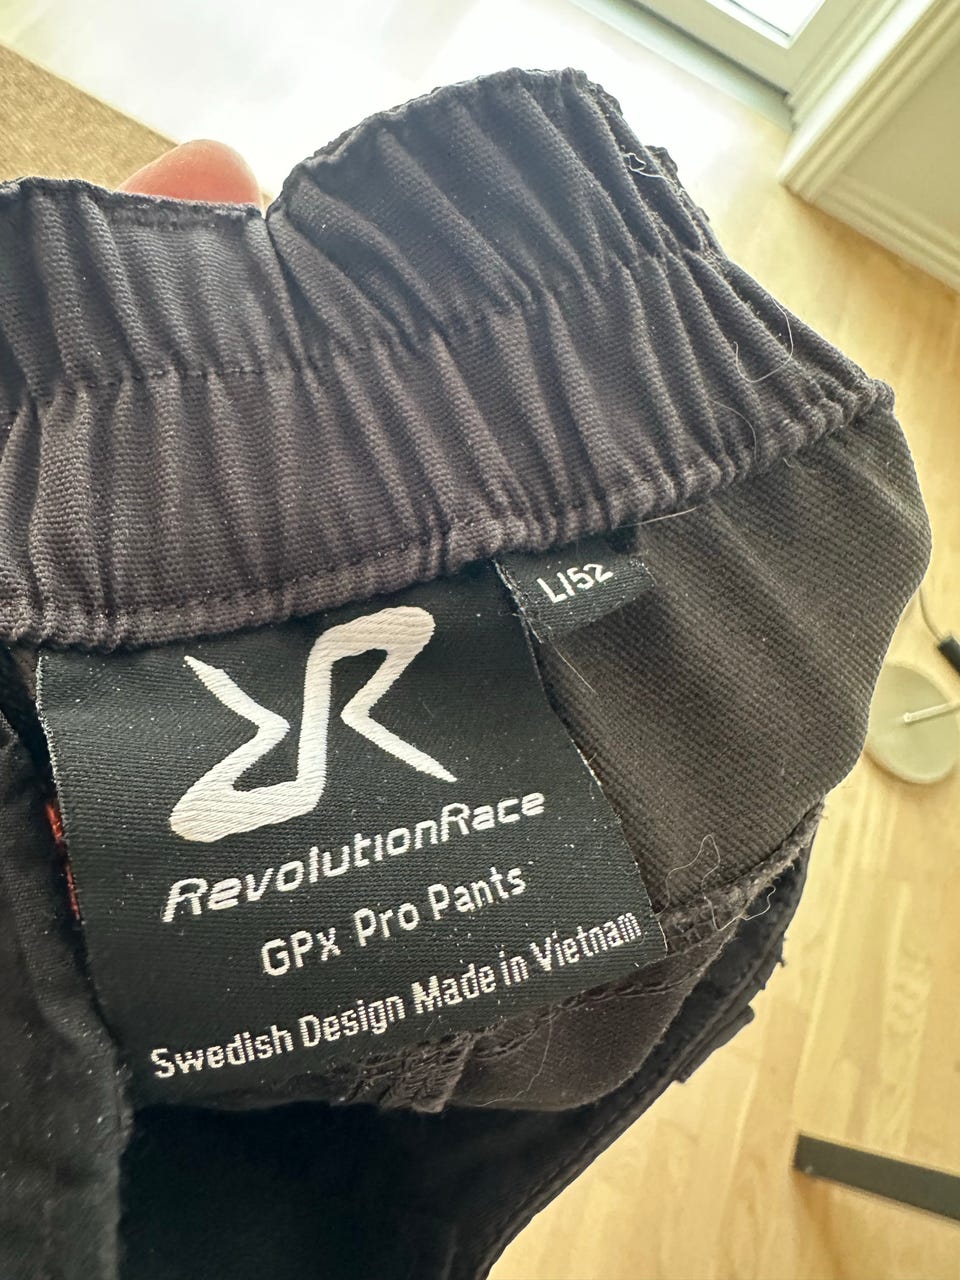 L/52
RevolutionRace
GPx Pro Pants
Swedish Design Made in Vietnam